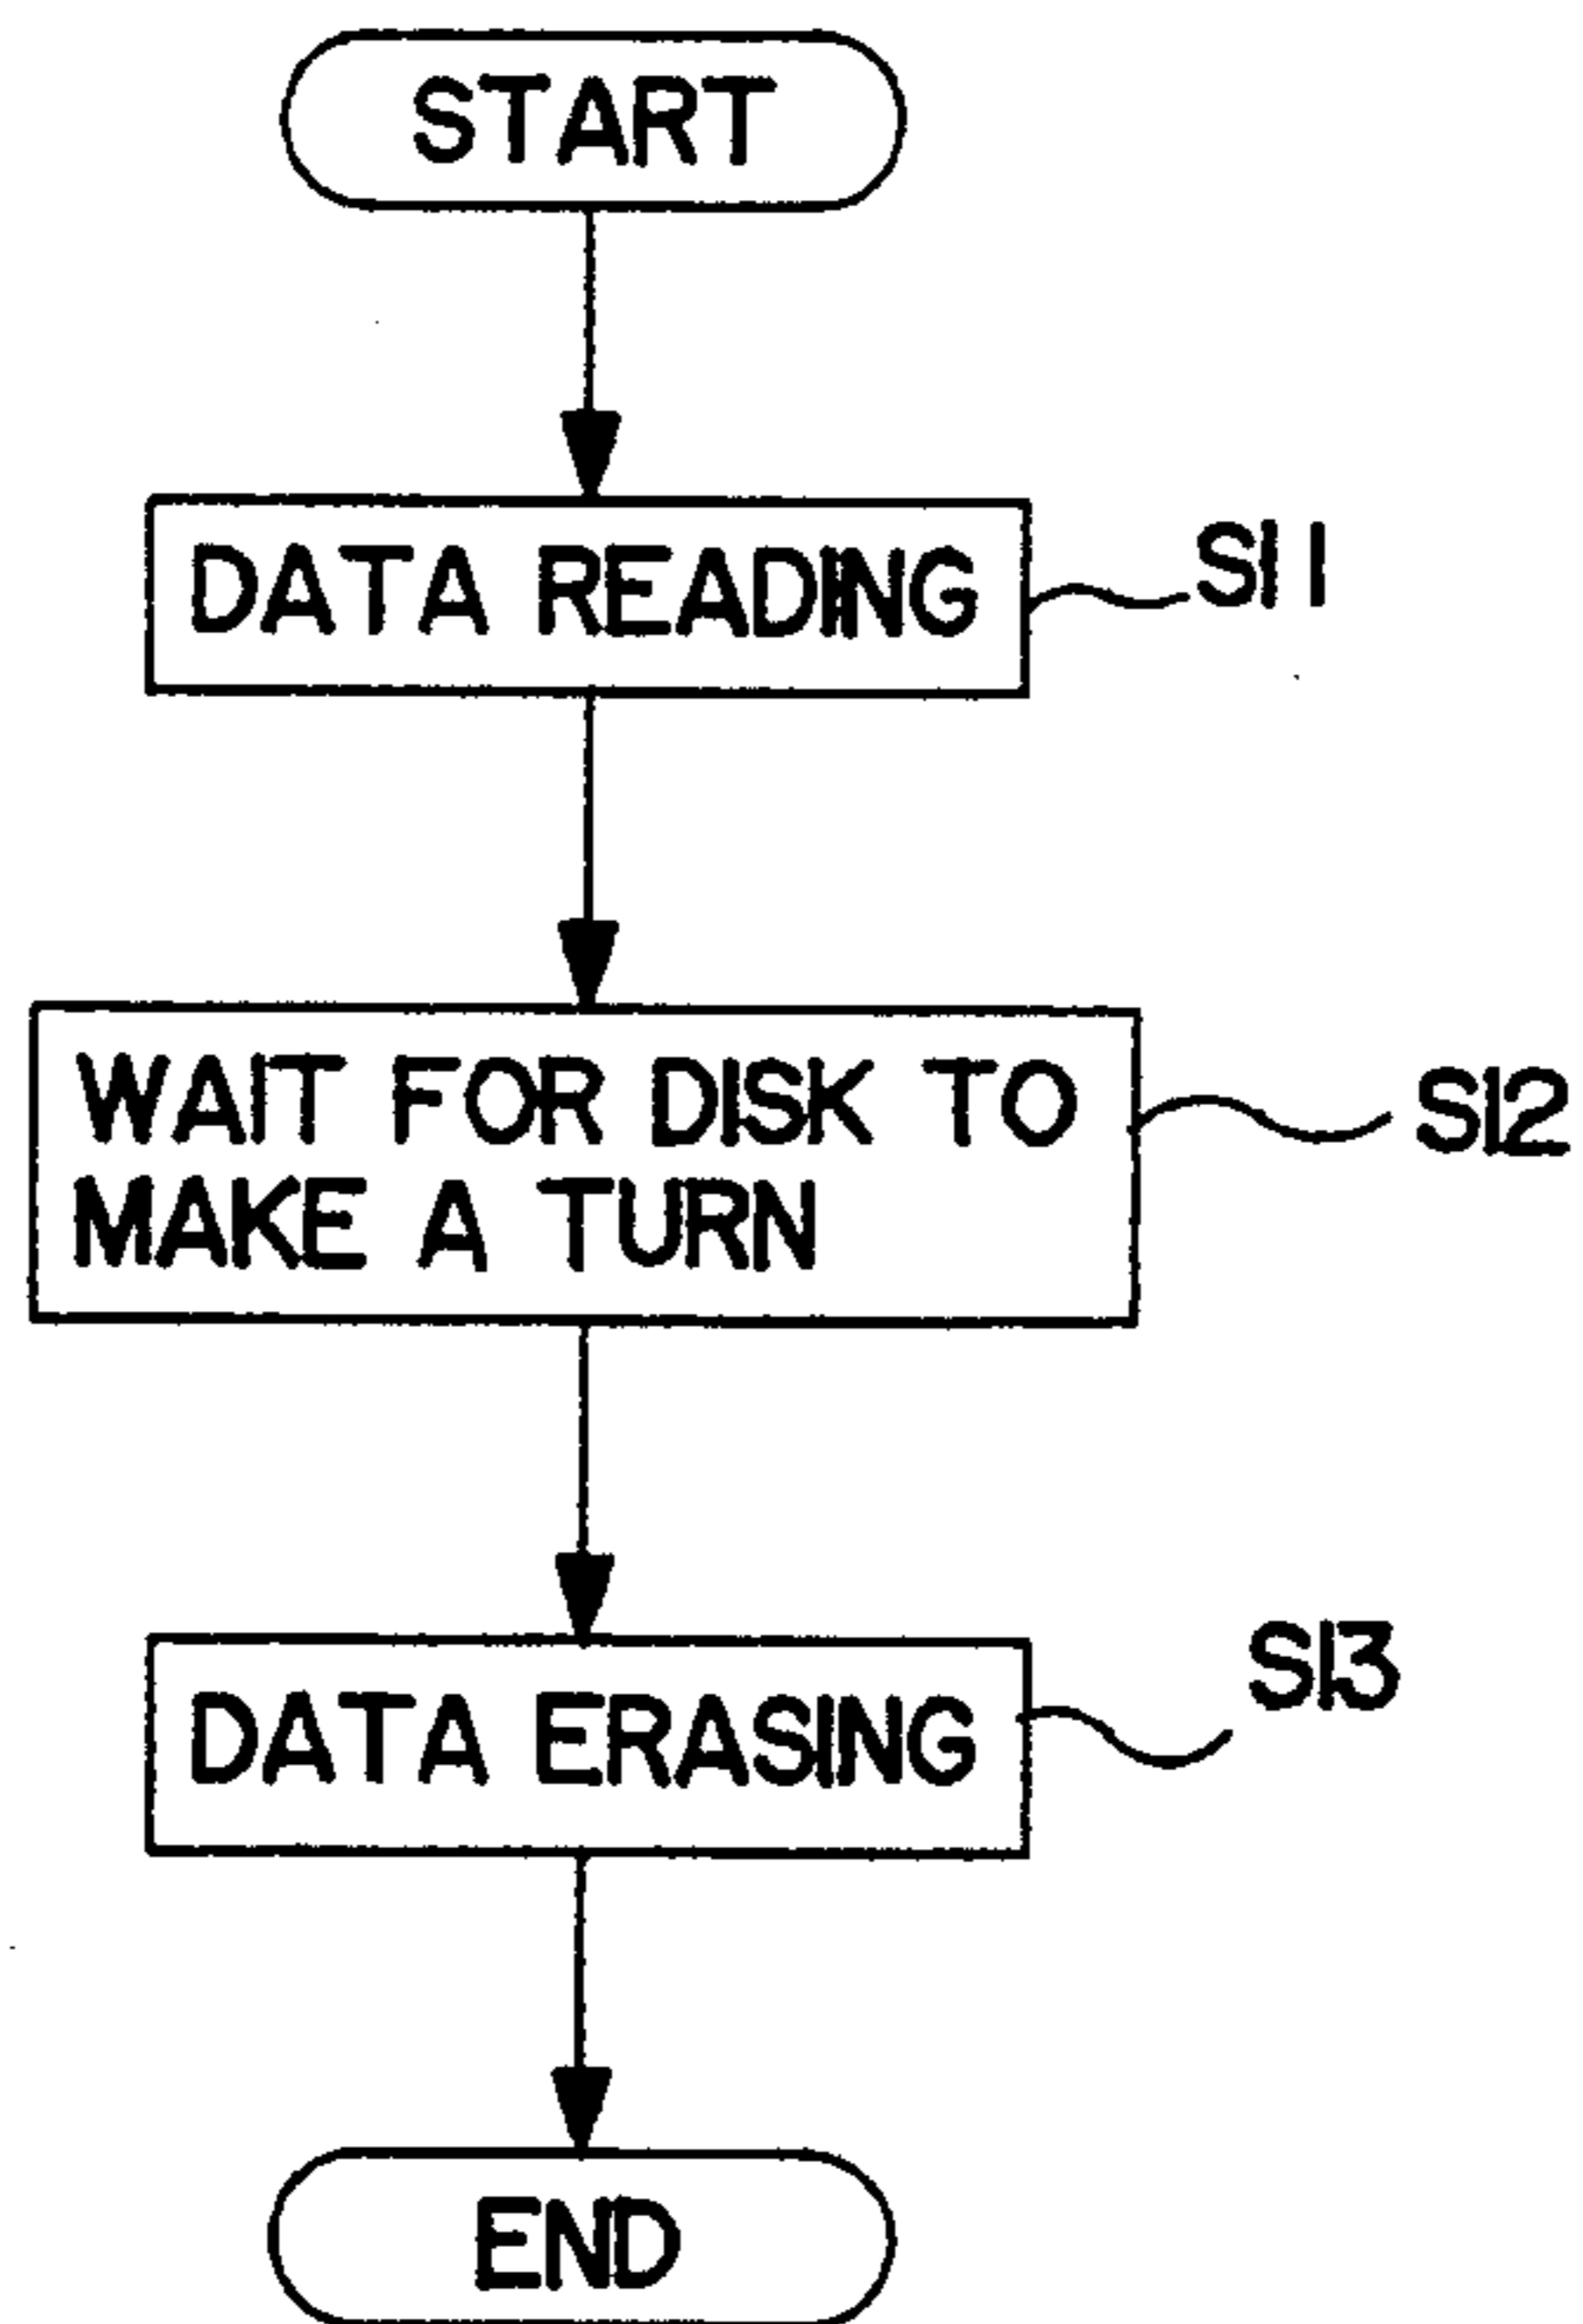 START
DATA READING
S11
WAIT FOR DISK TO
MAKE A TURN
S12
DATA ERASING
S13
END